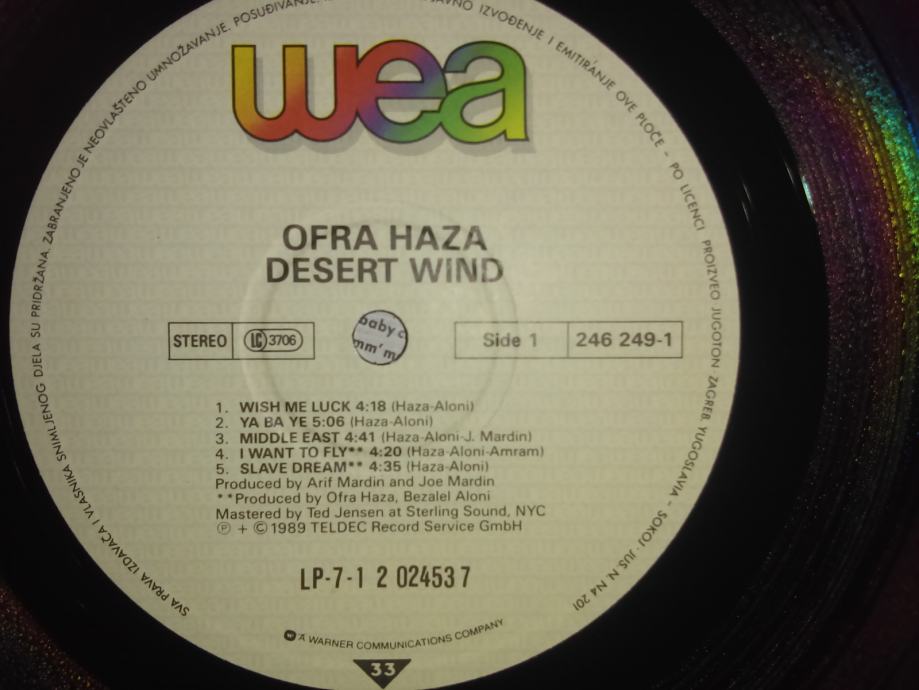 SVA PRAVA IZDAVAČA I VLASNIKA SNIMLJENOG DJELA SU PRIDRŽANA. ZABRANJENO JE NEOVLAŠTENO UMNOŽAVANJE, POSUĐIVANJE, JAVNO IZVOĐENJE I EMITIRANJE OVE PLOČE - PO LICENCI PROIZVEO JUGOTON ZAGREB, YUGOSLAVIA - SOKOJ · JUS N. N4 201
wea
OFRA HAZA
DESERT WIND
STEREO LC 3706 Side 1 246 249-1
baby
mm'm
1. WISH ME LUCK 4:18 (Haza-Aloni)
2. YA BA YE 5:06 (Haza-Aloni)
3. MIDDLE EAST 4:41 (Haza-Aloni-J. Martin)
4. I WANT TO FLY** 4:20 (Haza-Aloni-Amram)
5. SLAVE DREAM** 4:35 (Haza-Aloni)
Produced by Arif Mardin and Joe Mardin
**Produced by Ofra Haza, Bezalel Aloni
Mastered by Ted Jensen at Sterling Sound, NYC
℗ + © 1989 TELDEC Record Service GmbH
LP-7-1 2 024537
A WARNER COMMUNICATIONS COMPANY
33